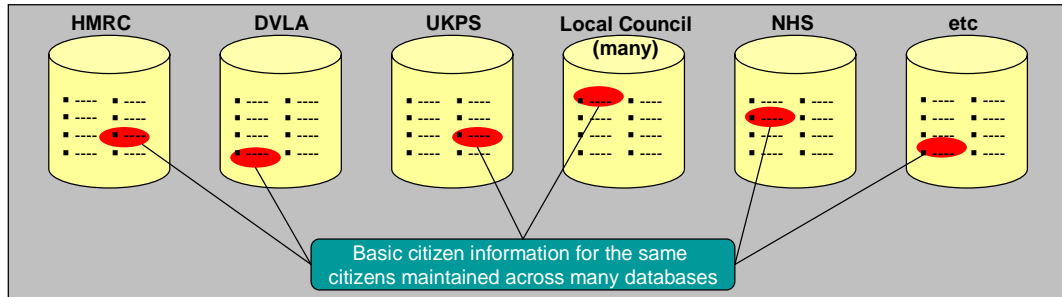 HMRC
DVLA
UKPS
Local Council
(many)
NHS
etc
Basic citizen information for the same
citizens maintained across many databases